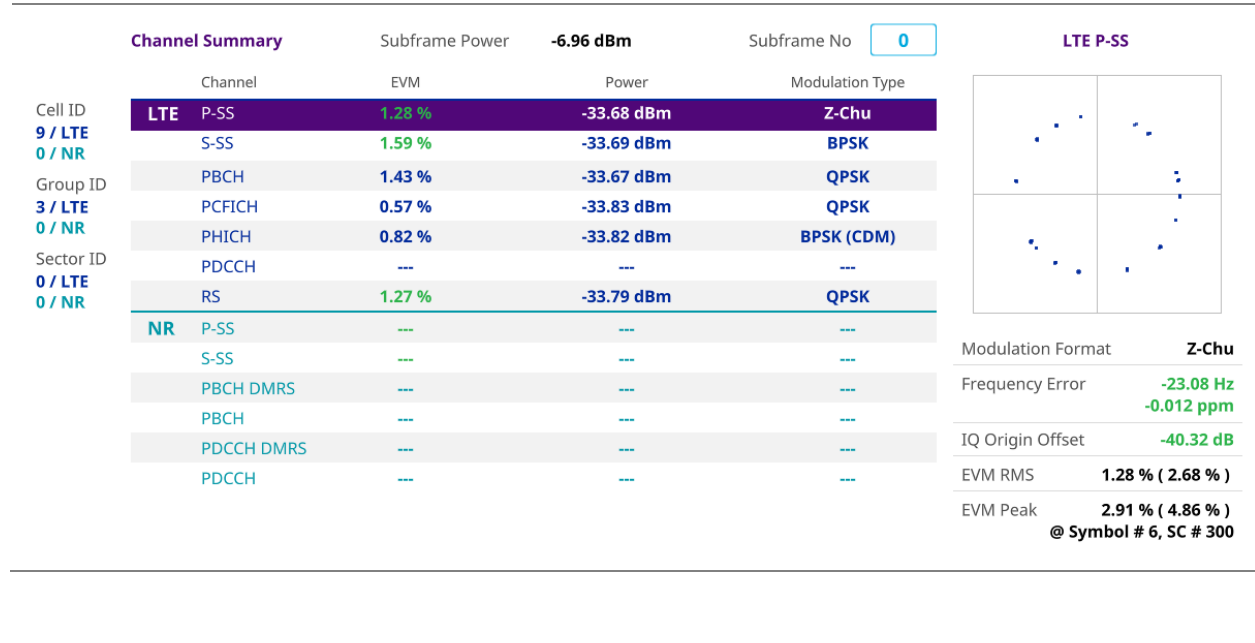 Channel Summary Subframe Power -6.96 dBm Subframe No 0
Channel EVM Power Modulation Type
Cell ID
9 / LTE
0 / NR
Group ID
3 / LTE
0 / NR
Sector ID
0 / LTE
0 / NR
LTE P-SS 1.28 % -33.68 dBm Z-Chu
S-SS 1.59 % -33.69 dBm BPSK
PBCH 1.43 % -33.67 dBm QPSK
PCFICH 0.57 % -33.83 dBm QPSK
PHICH 0.82 % -33.82 dBm BPSK (CDM)
PDCCH --- --- ---
RS 1.27 % -33.79 dBm QPSK
NR P-SS --- --- ---
S-SS --- --- ---
PBCH DMRS --- --- ---
PBCH --- --- ---
PDCCH DMRS --- --- ---
PDCCH --- --- ---
LTE P-SS
Modulation Format Z-Chu
Frequency Error -23.08 Hz
-0.012 ppm
IQ Origin Offset -40.32 dB
EVM RMS 1.28 % ( 2.68 % )
EVM Peak 2.91 % ( 4.86 % )
@ Symbol # 6, SC # 300